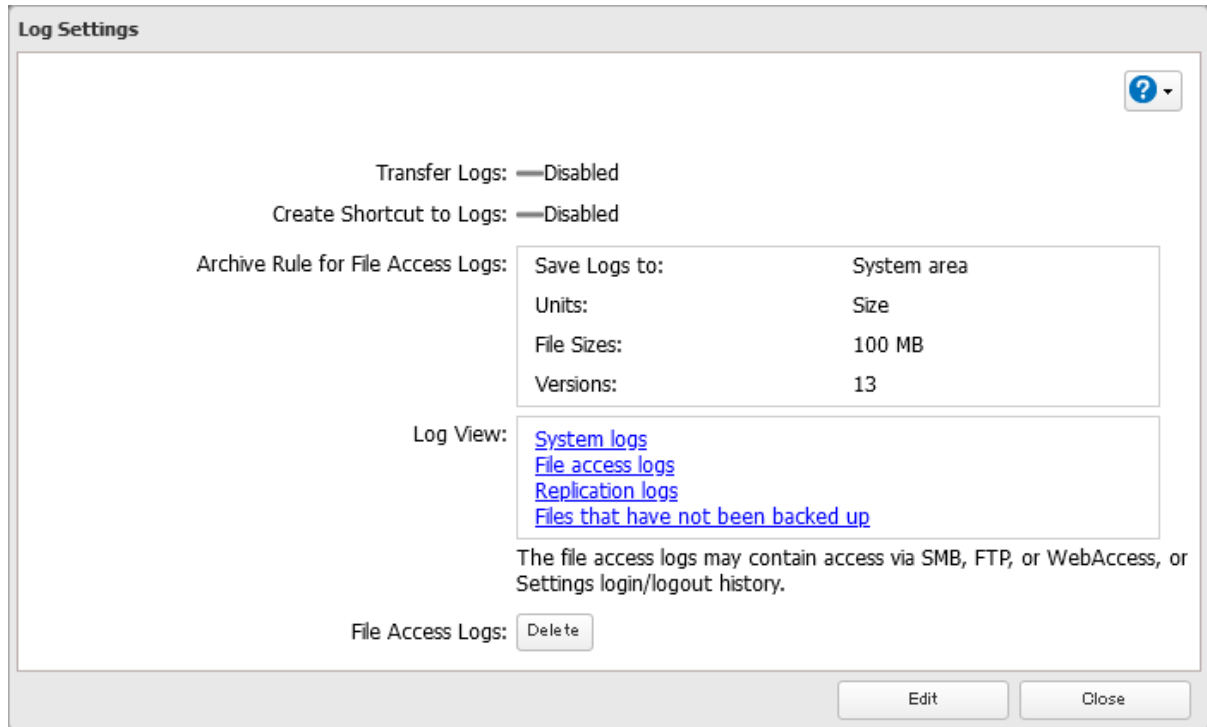 Log Settings
?
Transfer Logs: Disabled
Create Shortcut to Logs: Disabled
Archive Rule for File Access Logs:
Save Logs to: System area
Units: Size
File Sizes: 100 MB
Versions: 13
Log View:
System logs
File access logs
Replication logs
Files that have not been backed up
The file access logs may contain access via SMB, FTP, or WebAccess, or
Settings login/logout history.
File Access Logs: Delete
Edit Close